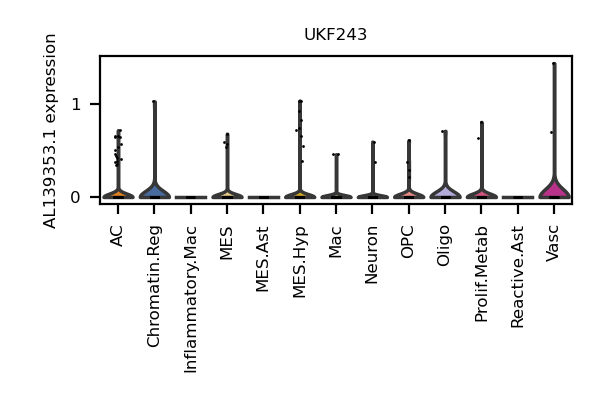 UKF243
AL139353.1 expression
1
0
AC
Chromatin.Reg
Inflammatory.Mac
MES
MES.Ast
MES.Hyp
Mac
Neuron
OPC
Oligo
Prolif.Metab
Reactive.Ast
Vasc